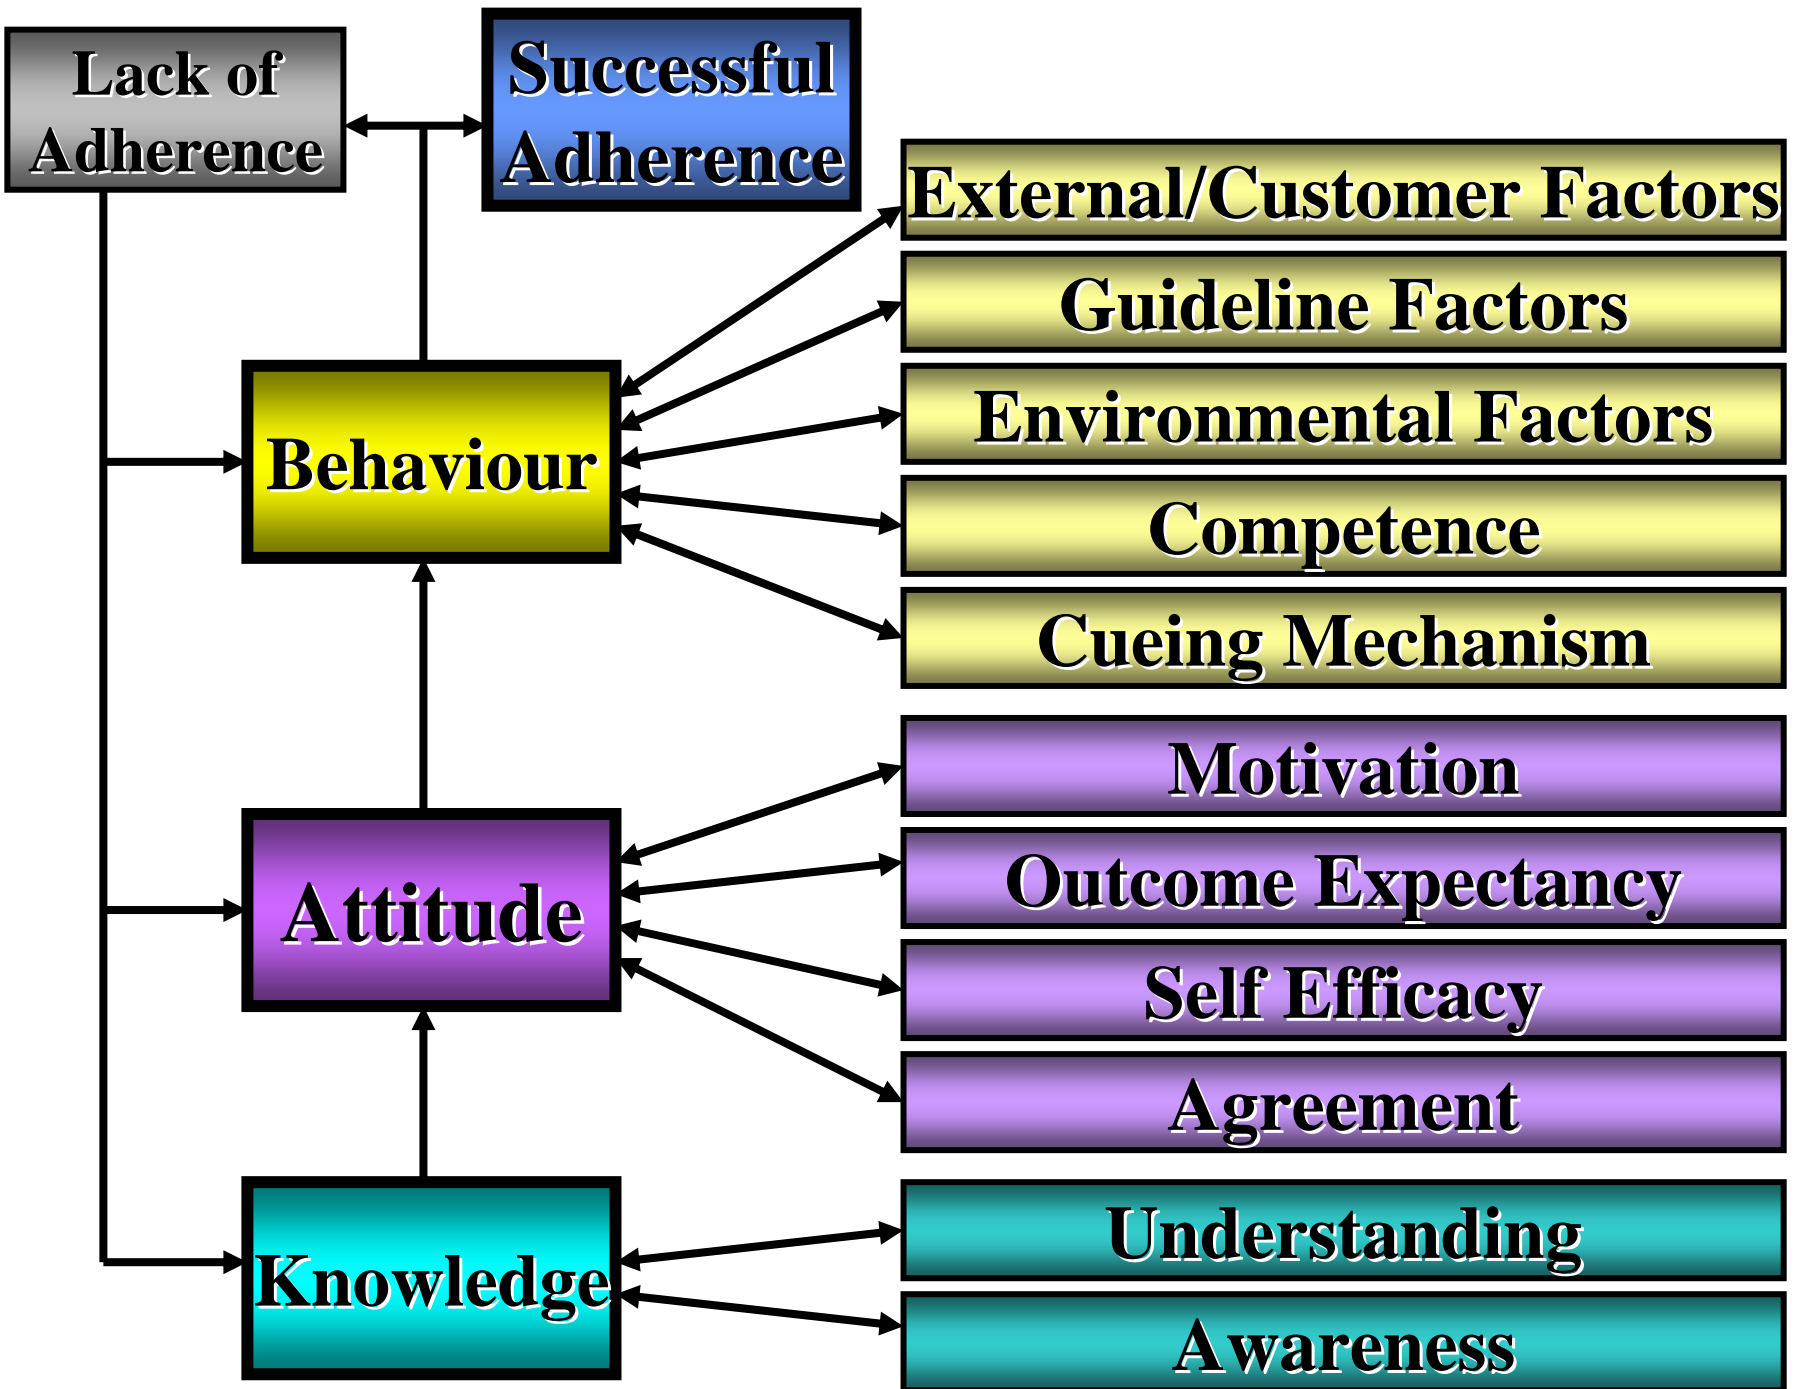 Lack of
Adherence
Successful
Adherence
External/Customer Factors
Guideline Factors
Environmental Factors
Behaviour
Competence
Cueing Mechanism
Motivation
Outcome Expectancy
Attitude
Self Efficacy
Agreement
Understanding
Knowledge
Awareness